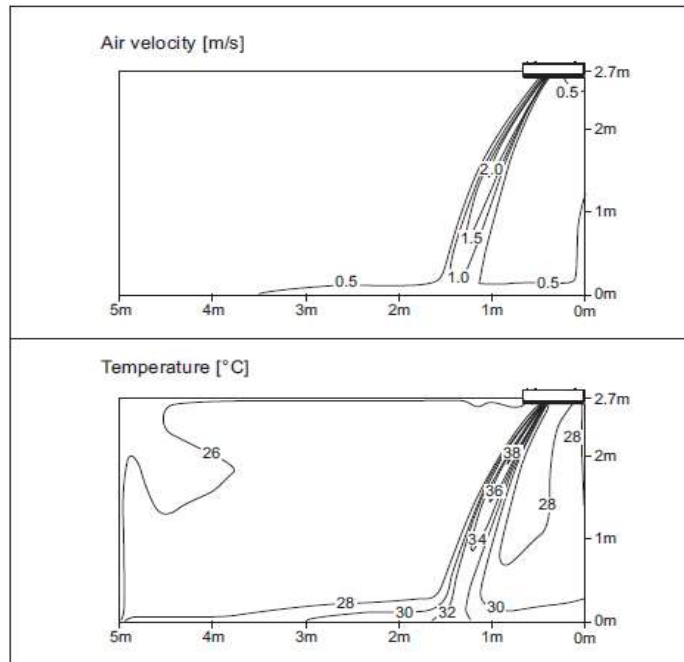 Air velocity [m/s]
2.7m
0.5
2m
2.0
1m
1.5
0.5
1.0
0.5
0m
5m 4m 3m 2m 1m 0m
Temperature [°C]
2.7m
28
38
26
2m
36
28
34
1m
28
30
32
30
0m
5m 4m 3m 2m 1m 0m